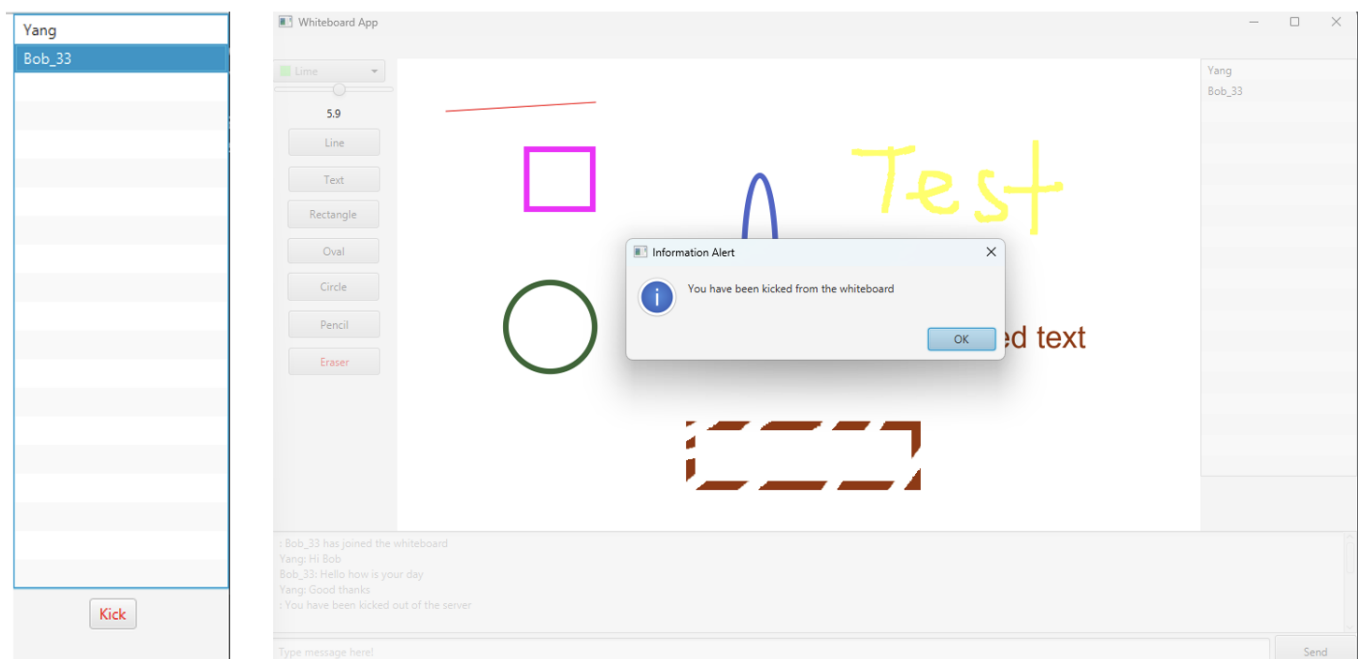 Yang
Bob_33
Kick
Whiteboard App
Lime
5.9
Line
Text
Rectangle
Oval
Circle
Pencil
Eraser
Test
Information Alert
You have been kicked from the whiteboard
OK
text
Yang
Bob_33
: Bob_33 has joined the whiteboard
Yang: Hi Bob
Bob_33: Hello how is your day
Yang: Good thanks
: You have been kicked out of the server
Type message here!
Send